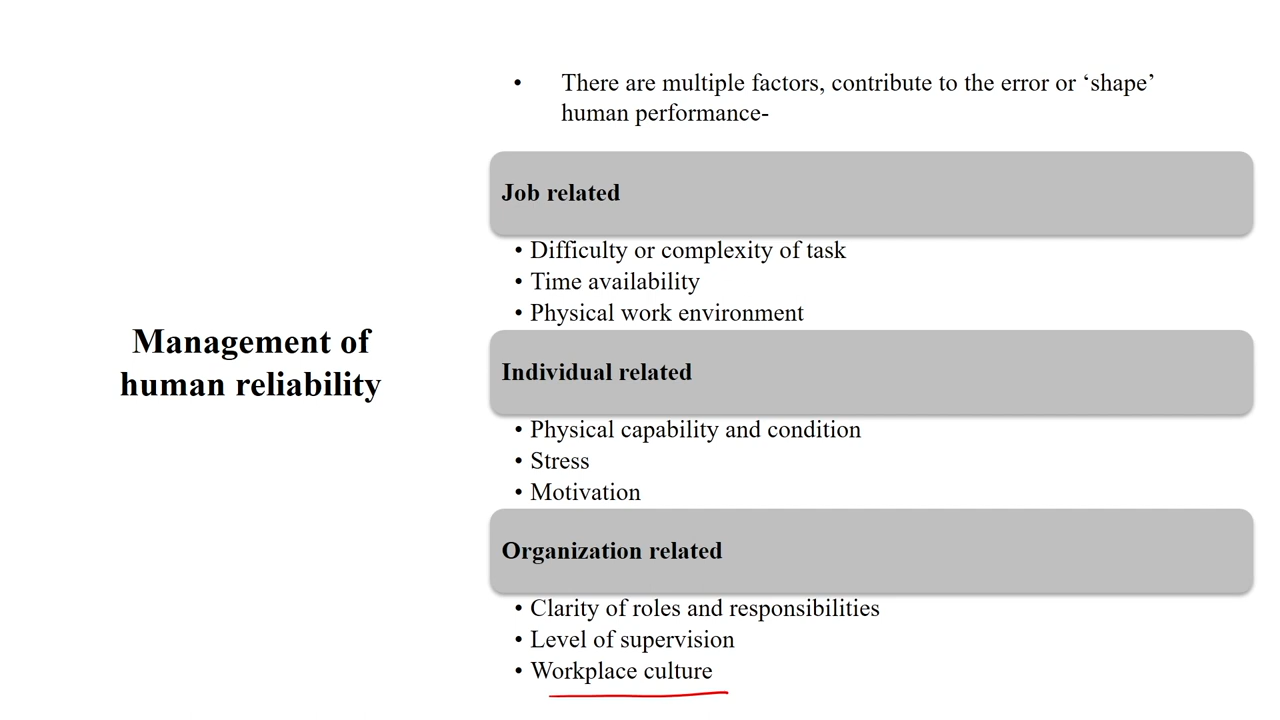 • There are multiple factors, contribute to the error or ‘shape’
human performance-
Job related
• Difficulty or complexity of task
• Time availability
• Physical work environment
Management of
human reliability
Individual related
• Physical capability and condition
• Stress
• Motivation
Organization related
• Clarity of roles and responsibilities
• Level of supervision
• Workplace culture